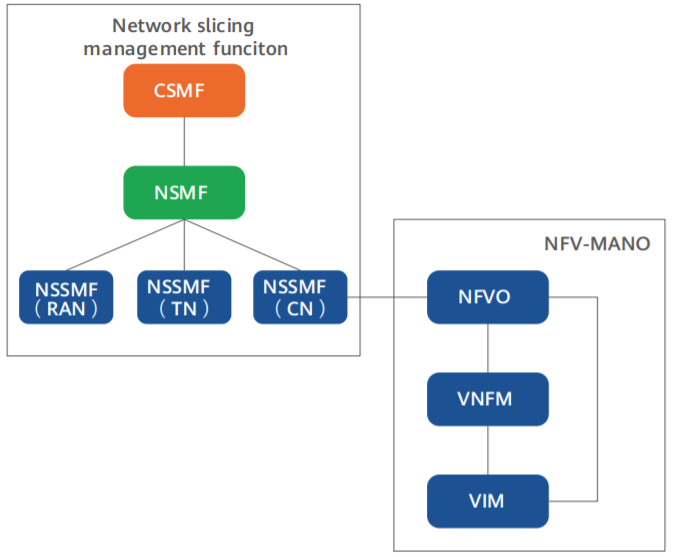 Network slicing
management funciton
CSMF
NSMF
NSSMF
（RAN）
NSSMF
（TN）
NSSMF
（CN）
NFV-MANO
NFVO
VNFM
VIM